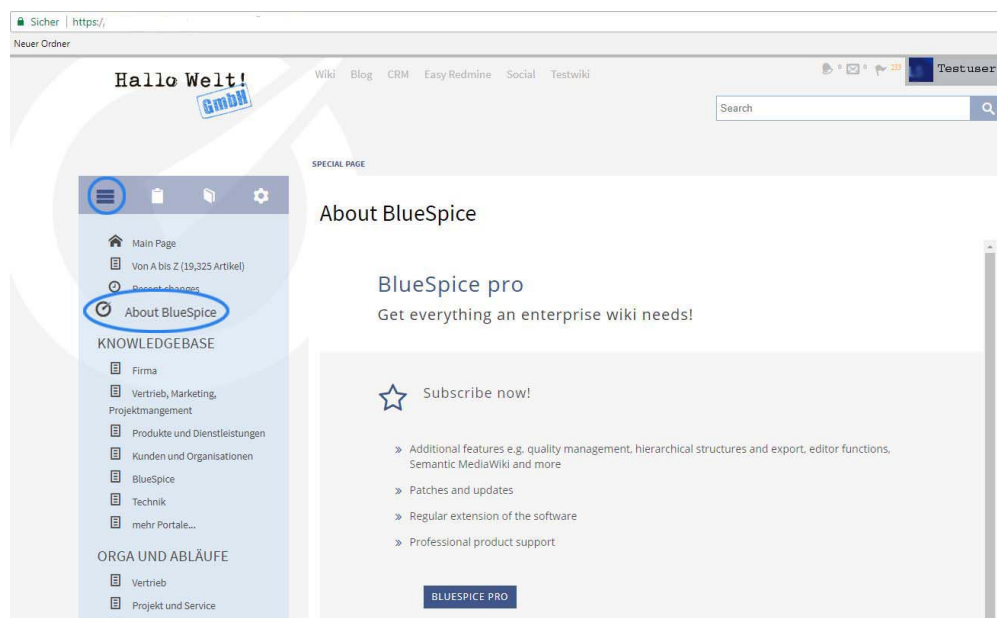 Sicher | https:/
Neuer Ordner
Hallo Welt!
GmbH
Wiki Blog CRM Easy Redmine Social Testwiki
Testuser
Search
SPECIAL PAGE
About BlueSpice
Main Page
Von A bis Z (19,325 Artikel)
Recent changes
About BlueSpice
KNOWLEDGEBASE
Firma
Vertrieb, Marketing,
Projektmangement
Produkte und Dienstleistungen
Kunden und Organisationen
BlueSpice
Technik
mehr Portale...
ORGA UND ABLÄUFE
Vertrieb
Projekt und Service
BlueSpice pro
Get everything an enterprise wiki needs!
Subscribe now!
» Additional features e.g. quality management, hierarchical structures and export, editor functions,
Semantic MediaWiki and more
» Patches and updates
» Regular extension of the software
» Professional product support
BLUESPICE PRO